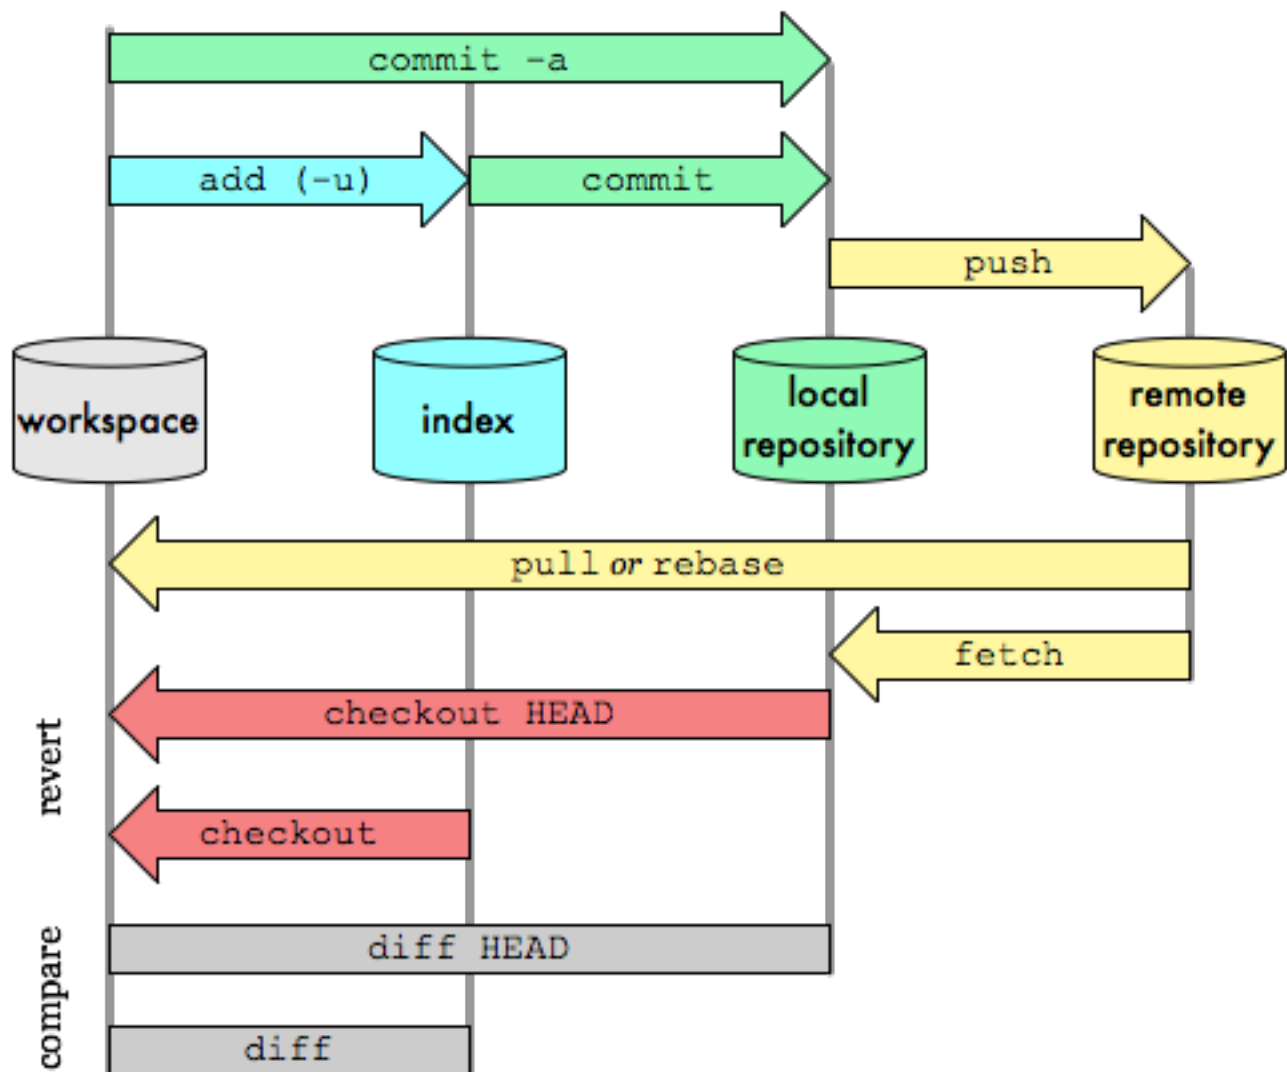 commit -a
add (-u)
commit
push
workspace
index
local
repository
remote
repository
pull or rebase
fetch
revert
checkout HEAD
checkout
compare
diff HEAD
diff